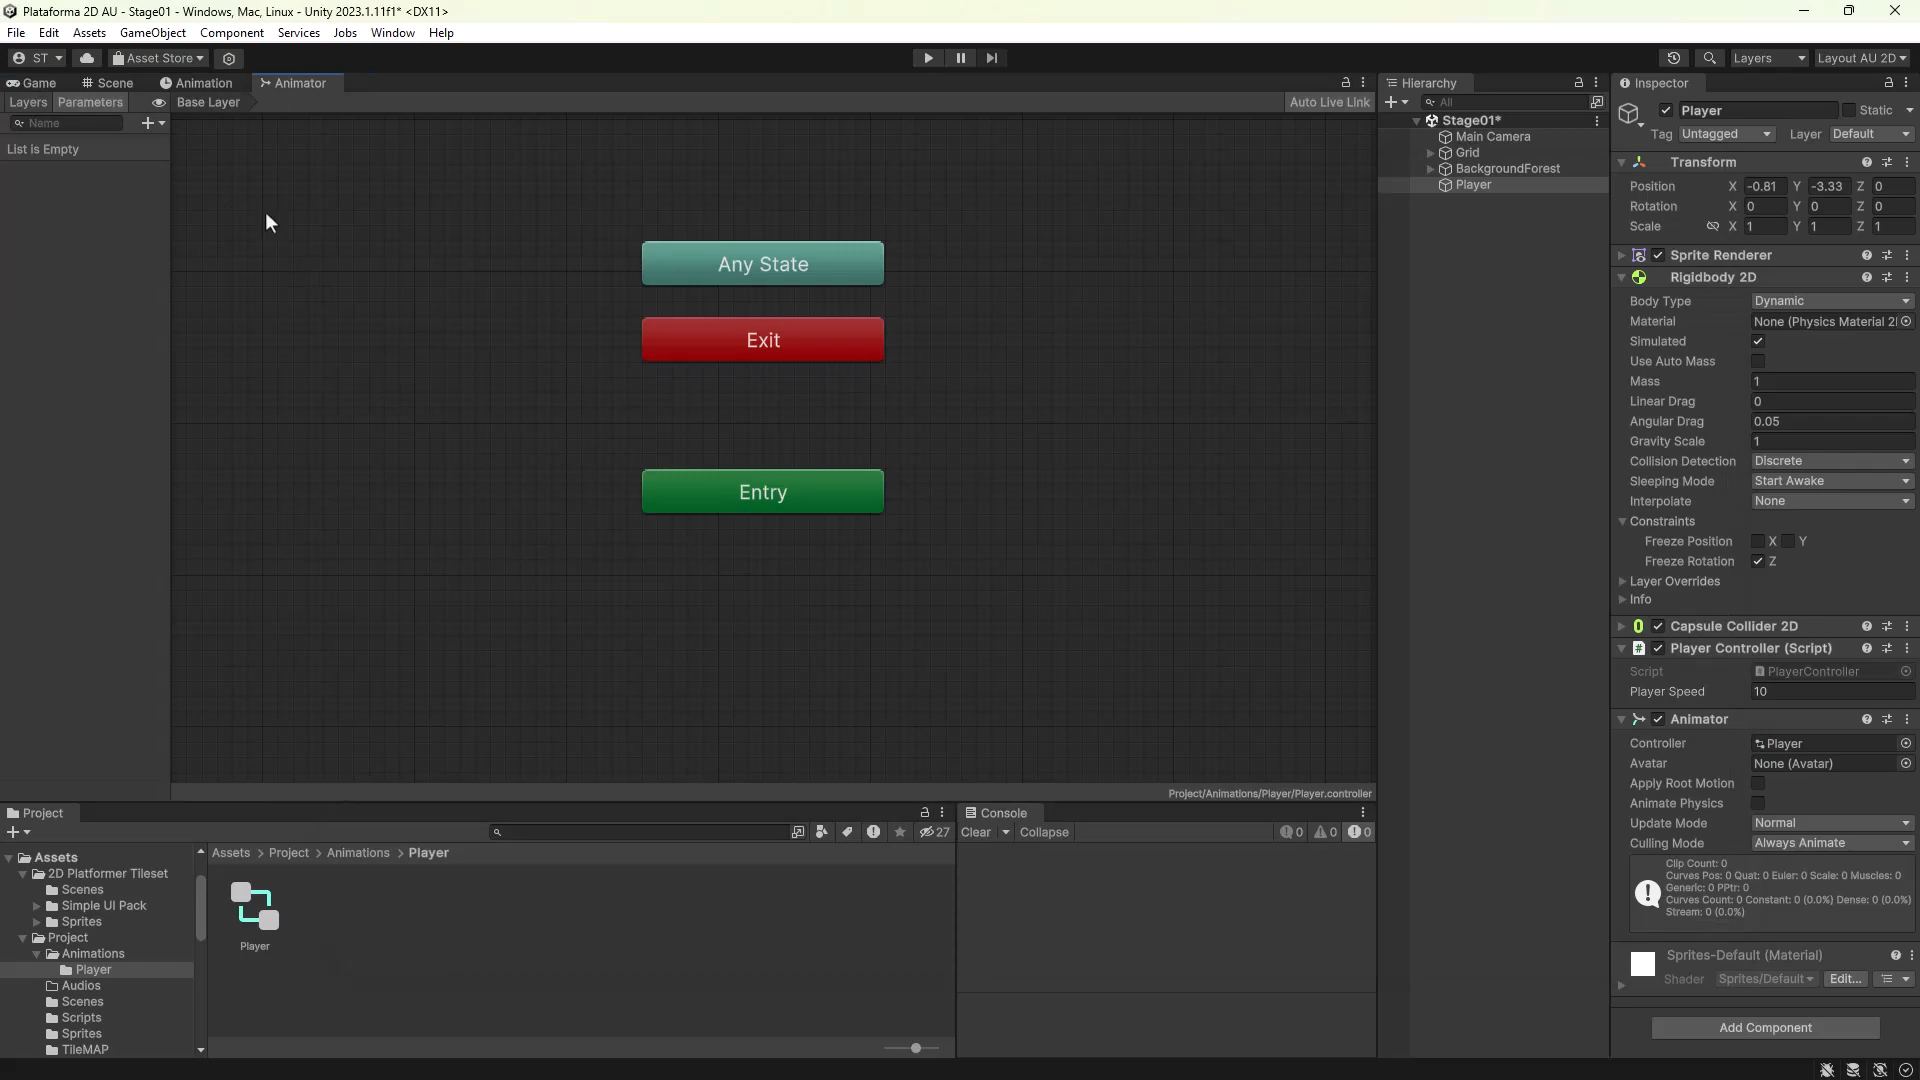 Plataforma 2D AU - Stage01 - Windows, Mac, Linux - Unity 2023.1.11f1* <DX11>
File Edit Assets GameObject Component Services Jobs Window Help
ST Asset Store Layers Layout AU 2D
Game Scene Animation Animator
Layers Parameters Base Layer Auto Live Link
Name
List is Empty
Any State
Exit
Entry
Project/Animations/Player/Player.controller
Hierarchy
All
Stage01*
Main Camera
Grid
BackgroundForest
Player
Inspector
Player Static
Tag Untagged Layer Default
Transform
Position X -0.81 Y -3.33 Z 0
Rotation X 0 Y 0 Z 0
Scale X 1 Y 1 Z 1
Sprite Renderer
Rigidbody 2D
Body Type Dynamic
Material None (Physics Material 2
Simulated
Use Auto Mass
Mass 1
Linear Drag 0
Angular Drag 0.05
Gravity Scale 1
Collision Detection Discrete
Sleeping Mode Start Awake
Interpolate None
Constraints
Freeze Position X Y
Freeze Rotation Z
Layer Overrides
Info
Capsule Collider 2D
Player Controller (Script)
Script PlayerController
Player Speed 10
Animator
Controller Player
Avatar None (Avatar)
Apply Root Motion
Animate Physics
Update Mode Normal
Culling Mode Always Animate
Clip Count: 0
Curves Pos: 0 Quat: 0 Euler: 0 Scale: 0 Muscles: 0
Generic: 0 PPtr: 0
Curves Count: 0 Constant: 0 (0.0%) Dense: 0 (0.0%)
Stream: 0 (0.0%)
Sprites-Default (Material)
Shader Sprites/Default Edit...
Add Component
Project
27
Assets
2D Platformer Tileset
Scenes
Simple UI Pack
Sprites
Project
Animations
Player
Audios
Scenes
Scripts
Sprites
TileMAP
Assets > Project > Animations > Player
Player
Console
Clear Collapse 0 0 0